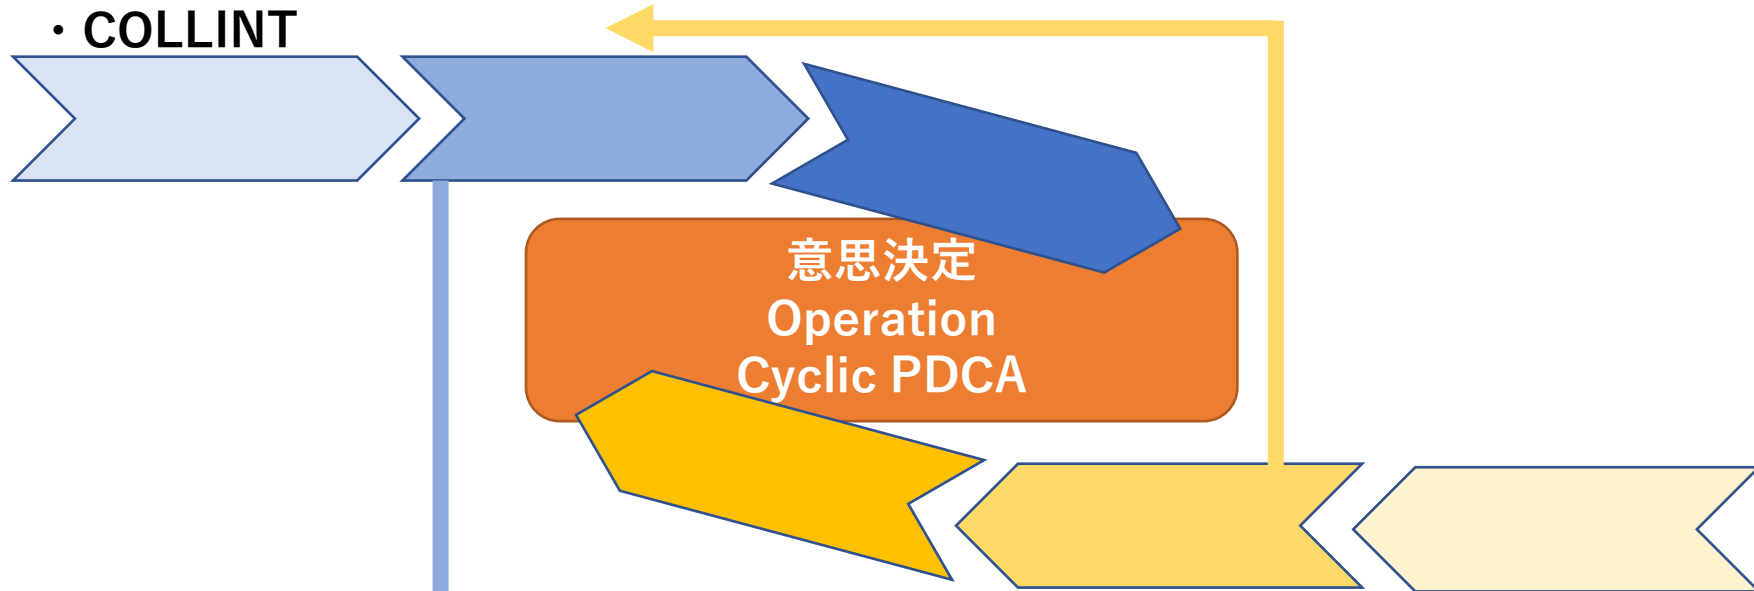 ・COLLINT
意思決定
Operation
Cyclic PDCA